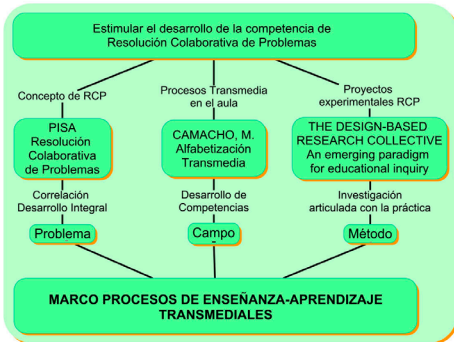 Estimular el desarrollo de la competencia de
Resolución Colaborativa de Problemas
Concepto de RCP
Procesos Transmedia
en el aula
Proyectos
experimentales RCP
PISA
Resolución
Colaborativa
de Problemas
CAMACHO, M.
Alfabetización
Transmedia
THE DESIGN-BASED
RESEARCH COLLECTIVE
An emerging paradigm
for educational inquiry
Correlación
Desarrollo Integral
Desarrollo de
Competencias
Investigación
articulada con la práctica
Problema
Campo
Método
MARCO PROCESOS DE ENSEÑANZA-APRENDIZAJE
TRANSMEDIALES